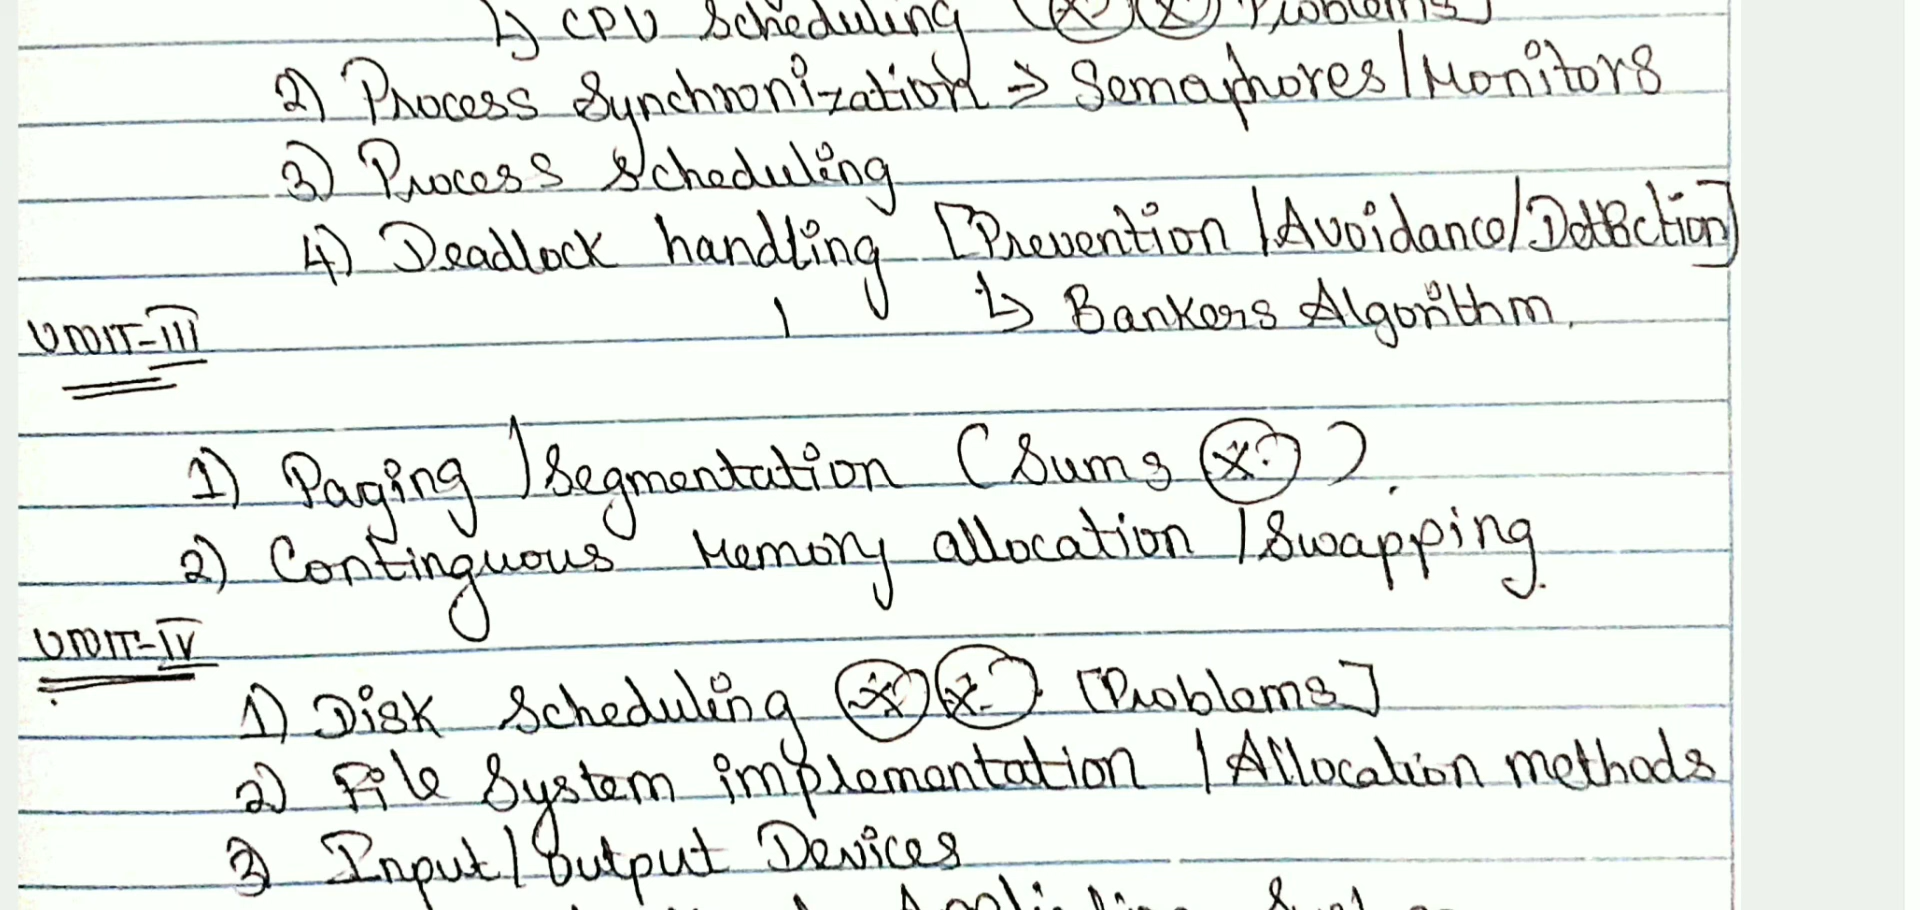 1) CPU Scheduling (* * Problems]
2) Process Synchronization => Semaphores / Monitors
3) Process Scheduling
4) Deadlock handling [Prevention / Avoidance / Detection]
↳ Bankers Algorithm.
UNIT-III
1) Paging / Segmentation (Sums *).
2) Continguous Memory allocation / Swapping.
UNIT-IV
1) Disk Scheduling * * [Problems]
2) File System implementation / Allocation methods
3) Input / Output Devices